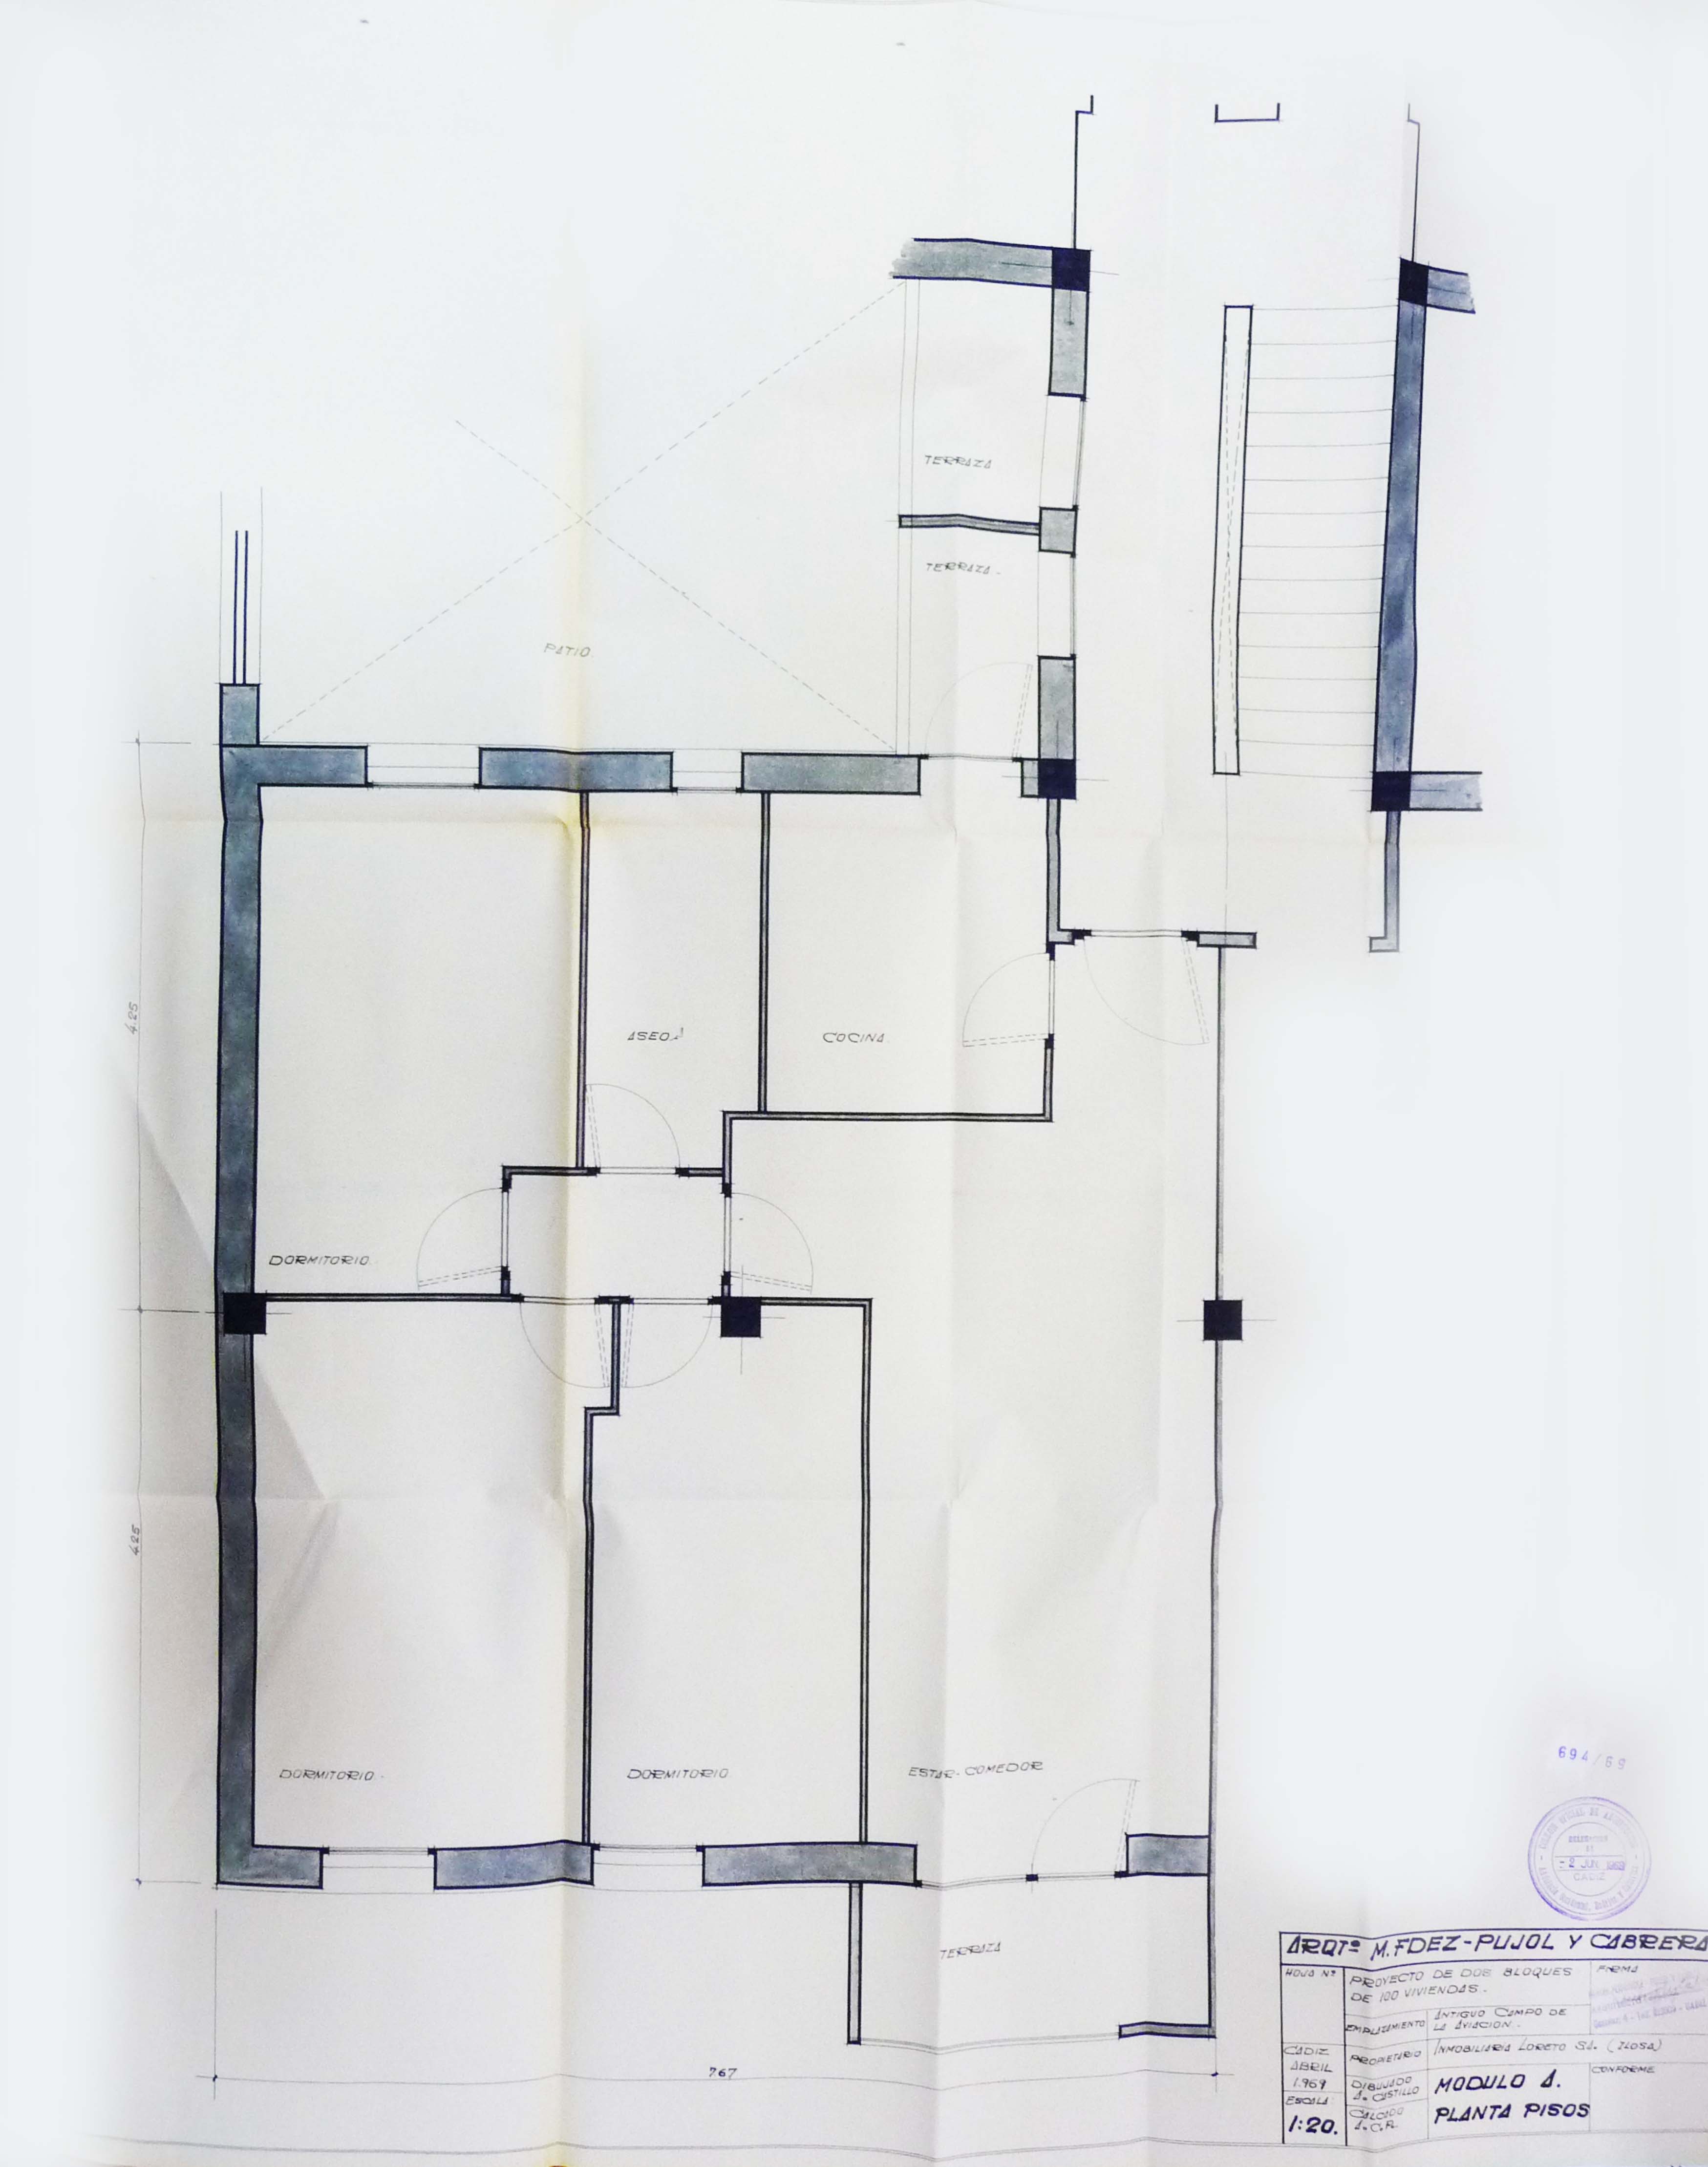 TERRAZA
TERRAZA.
PATIO.
4.25
ASEO.
COCINA.
DORMITORIO.
4.25
DORMITORIO.
DORMITORIO.
ESTAR-COMEDOR
TERRAZA
767
694/69
DELEGACION
-2 JUN. 1969
CADIZ
ARQTº M. FDEZ-PUJOL Y CABRERA
HOJA Nº
PROYECTO DE DOS BLOQUES
DE 100 VIVIENDAS.
FIRMA
EMPLAZAMIENTO
ANTIGUO CAMPO DE
LA AVIACION.
CADIZ
ABRIL
1.969
PROPIETARIO
INMOBILIARIA LORETO SA. (ILOSA)
DIBUJADO
A. CASTILLO
MODULO A.
CONFORME
ESCALA
1:20.
CALCADO
A.C.R.
PLANTA PISOS